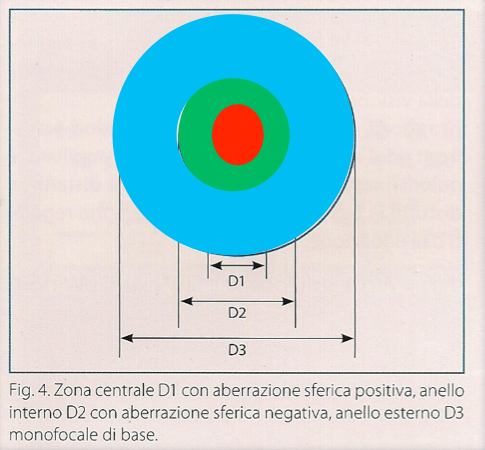 D1
D2
D3
Fig. 4. Zona centrale D1 con aberrazione sferica positiva, anello
interno D2 con aberrazione sferica negativa, anello esterno D3
monofocale di base.